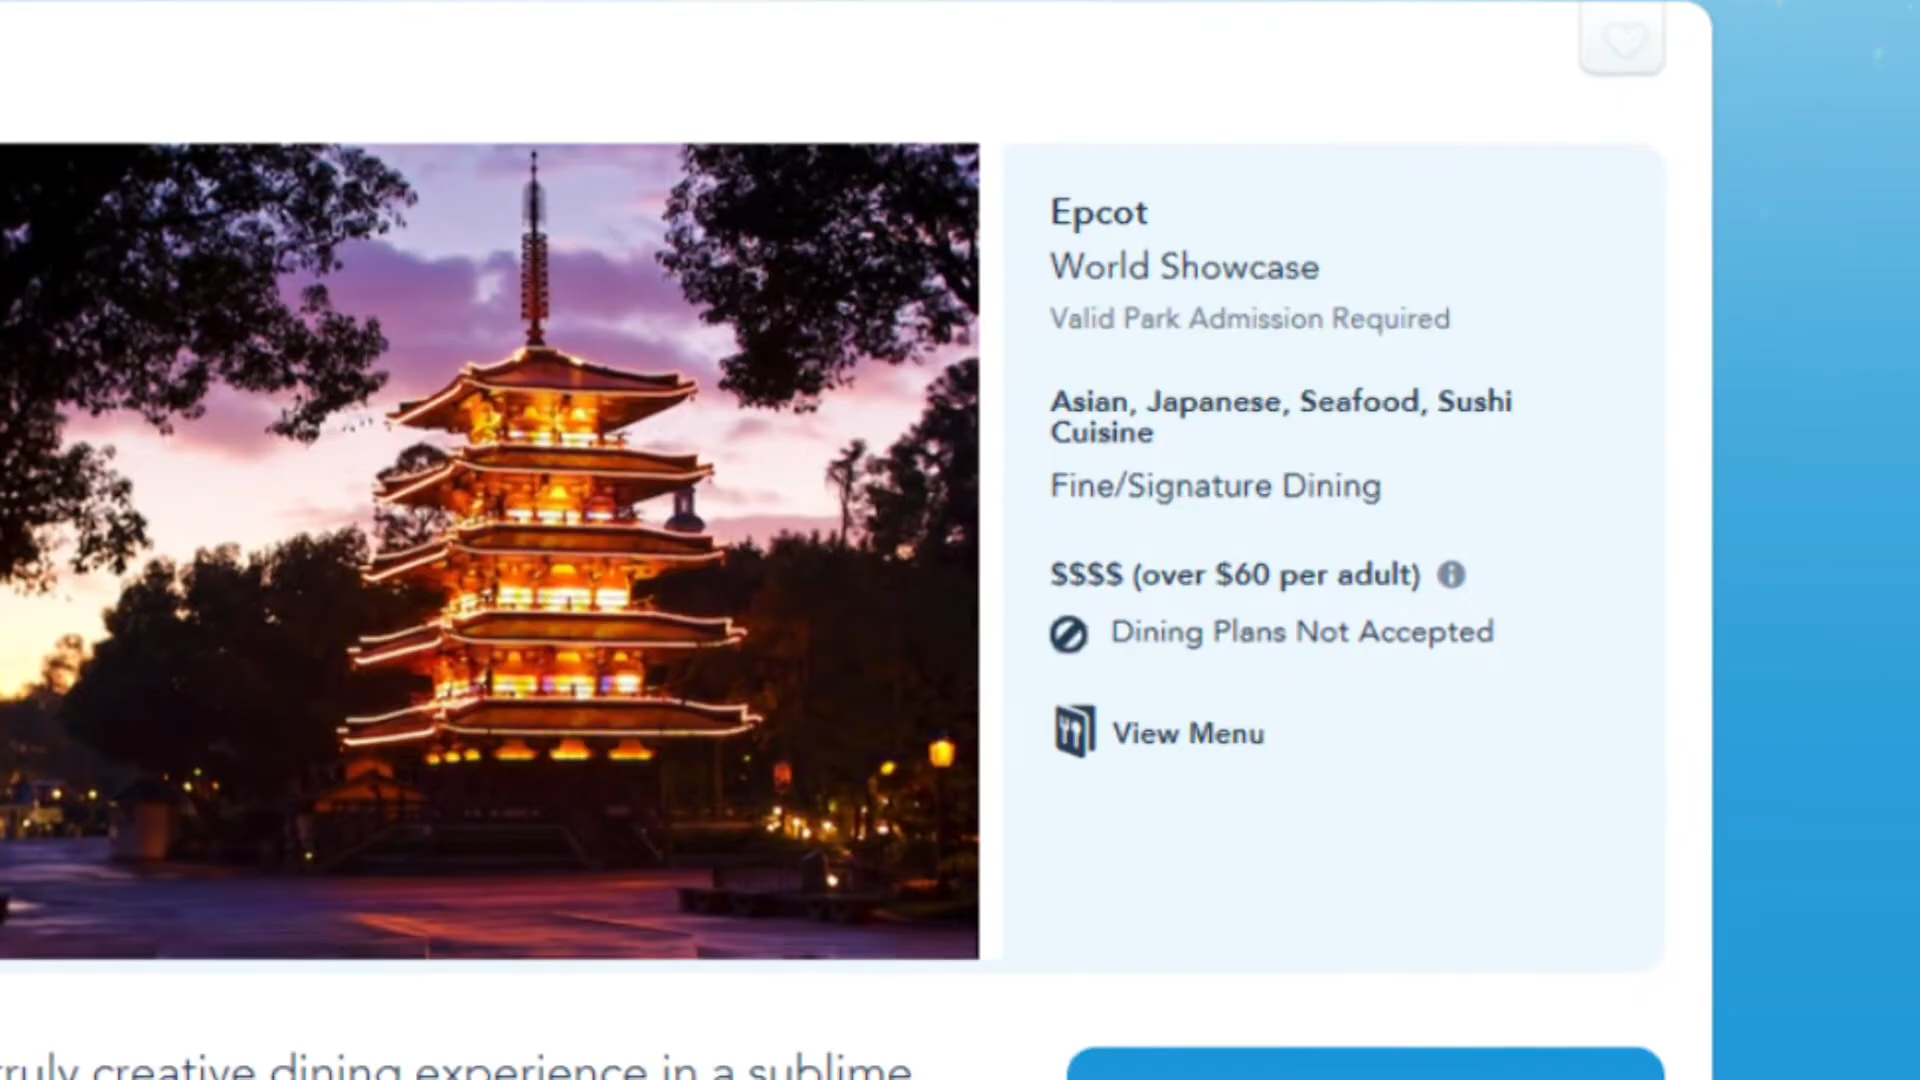 Epcot
World Showcase
Valid Park Admission Required
Asian, Japanese, Seafood, Sushi
Cuisine
Fine/Signature Dining
$$$$ (over $60 per adult)
Dining Plans Not Accepted
View Menu
truly creative dining experience in a sublime